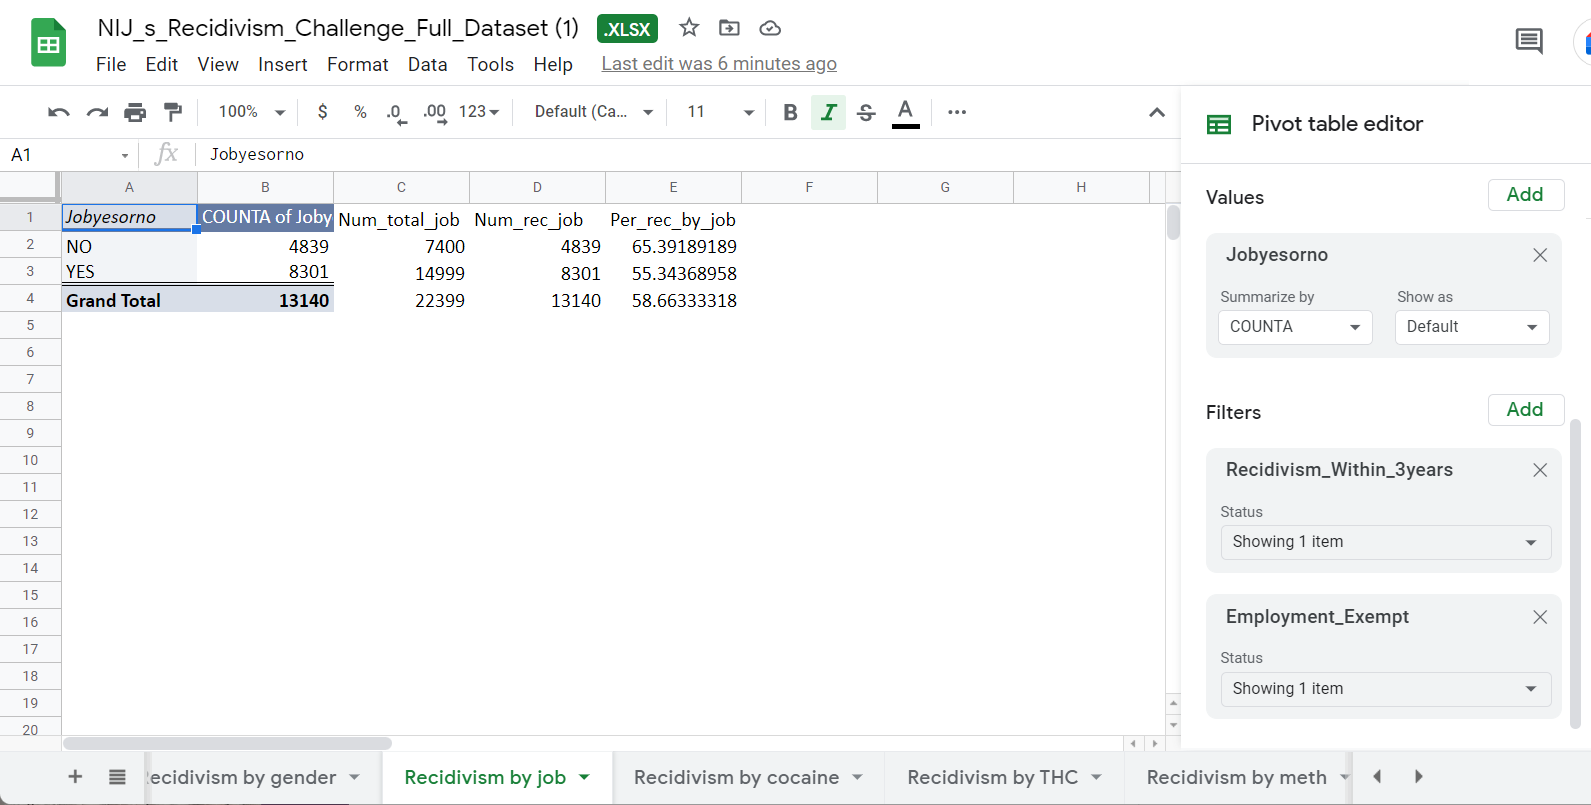 NIJ_s_Recidivism_Challenge_Full_Dataset (1) .XLSX
File Edit View Insert Format Data Tools Help Last edit was 6 minutes ago
100% $ % .0 .00 123 Default (Ca... 11 B I S A
Pivot table editor
A1 fx Jobyesorno
A B C D E F G H
1 Jobyesorno COUNTA of Joby Num_total_job Num_rec_job Per_rec_by_job
2 NO 4839 7400 4839 65.39189189
3 YES 8301 14999 8301 55.34368958
4 Grand Total 13140 22399 13140 58.66333318
5
6
7
8
9
10
11
12
13
14
15
16
17
18
19
20
Values Add
Jobyesorno
Summarize by Show as
COUNTA Default
Filters Add
Recidivism_Within_3years
Status
Showing 1 item
Employment_Exempt
Status
Showing 1 item
ecidivism by gender Recidivism by job Recidivism by cocaine Recidivism by THC Recidivism by meth